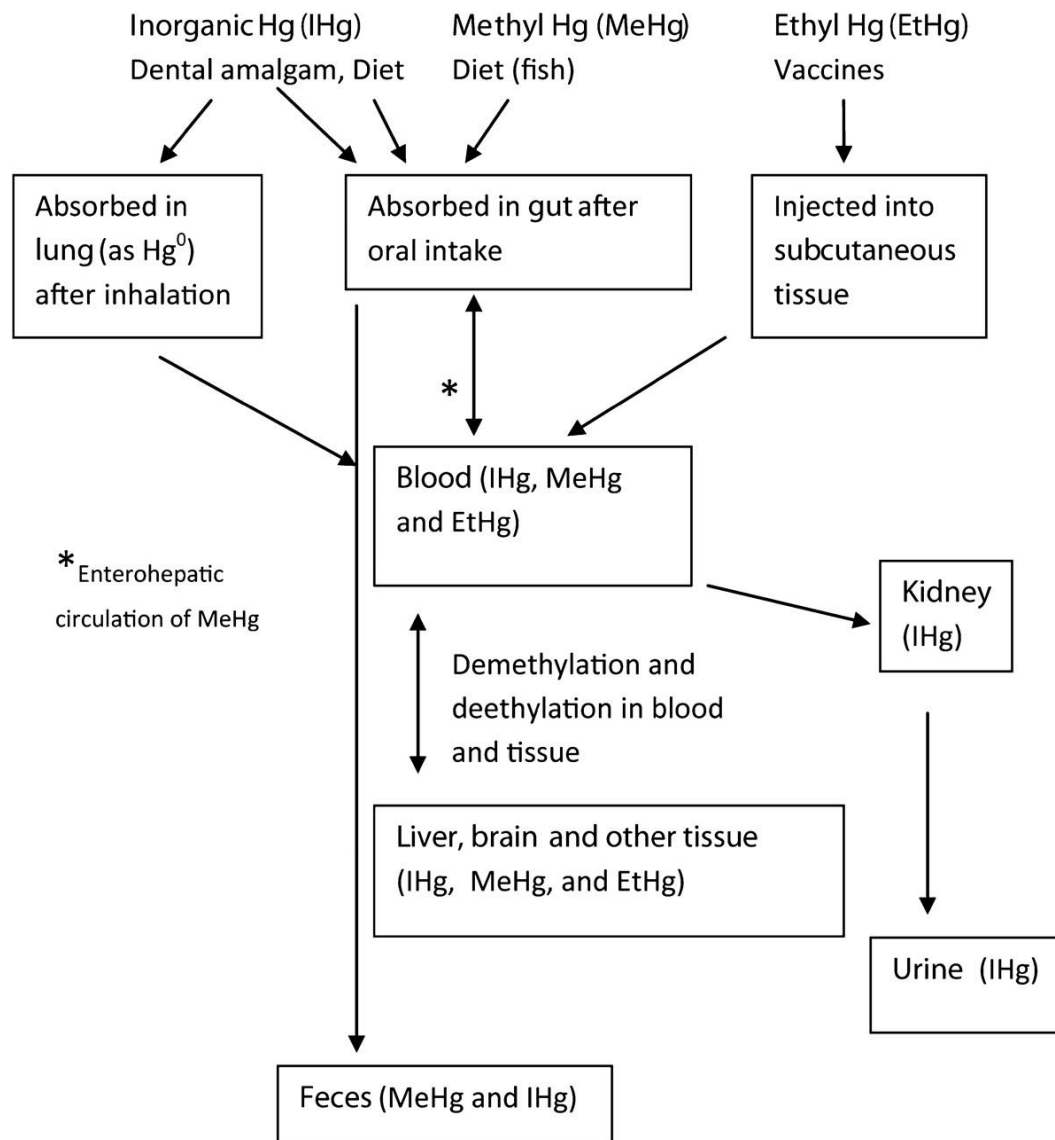 Inorganic Hg (IHg)
Dental amalgam, Diet
Methyl Hg (MeHg)
Diet (fish)
Ethyl Hg (EtHg)
Vaccines
Absorbed in
lung (as Hg⁰)
after inhalation
Absorbed in gut after
oral intake
Injected into
subcutaneous
tissue
*
Blood (IHg, MeHg
and EtHg)
*Enterohepatic
circulation of MeHg
Kidney
(IHg)
Demethylation and
deethylation in blood
and tissue
Liver, brain and other tissue
(IHg, MeHg, and EtHg)
Urine (IHg)
Feces (MeHg and IHg)